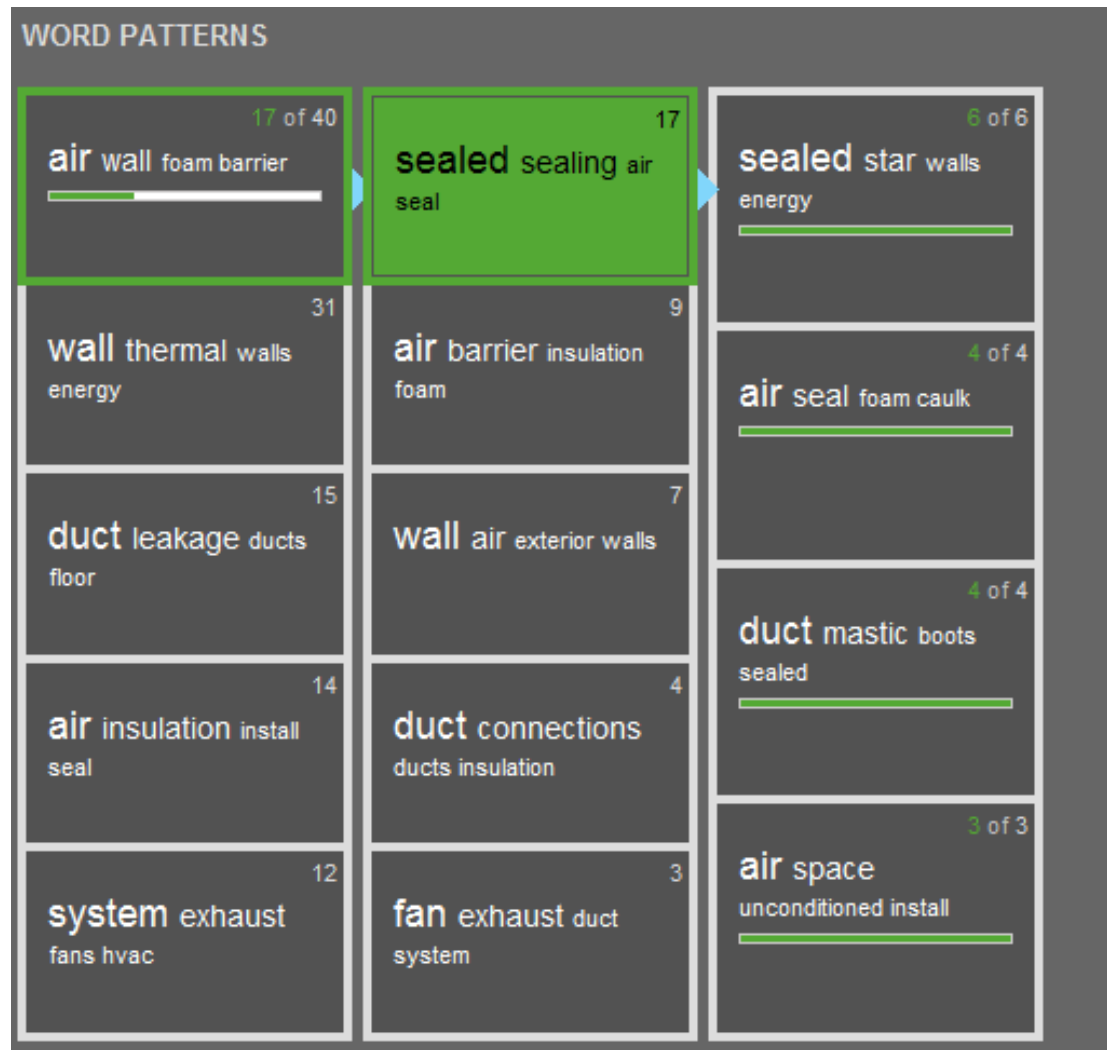 WORD PATTERNS
17 of 40
air wall foam barrier
31
wall thermal walls
energy
15
duct leakage ducts
floor
14
air insulation install
seal
12
system exhaust
fans hvac
17
sealed sealing air
seal
9
air barrier insulation
foam
7
wall air exterior walls
4
duct connections
ducts insulation
3
fan exhaust duct
system
6 of 6
sealed star walls
energy
4 of 4
air seal foam caulk
4 of 4
duct mastic boots
sealed
3 of 3
air space
unconditioned install